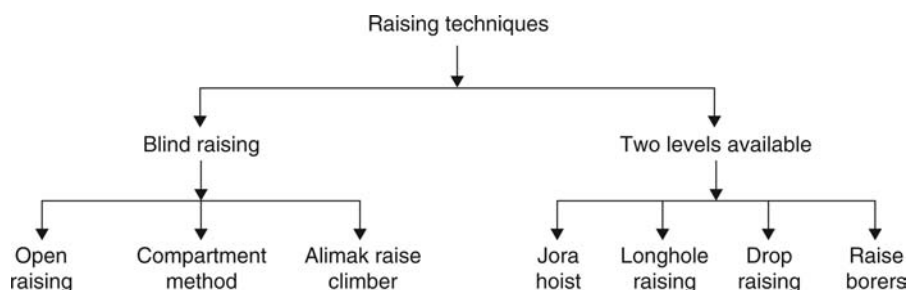 Raising techniques
Blind raising
Two levels available
Open
raising
Compartment
method
Alimak raise
climber
Jora
hoist
Longhole
raising
Drop
raising
Raise
borers